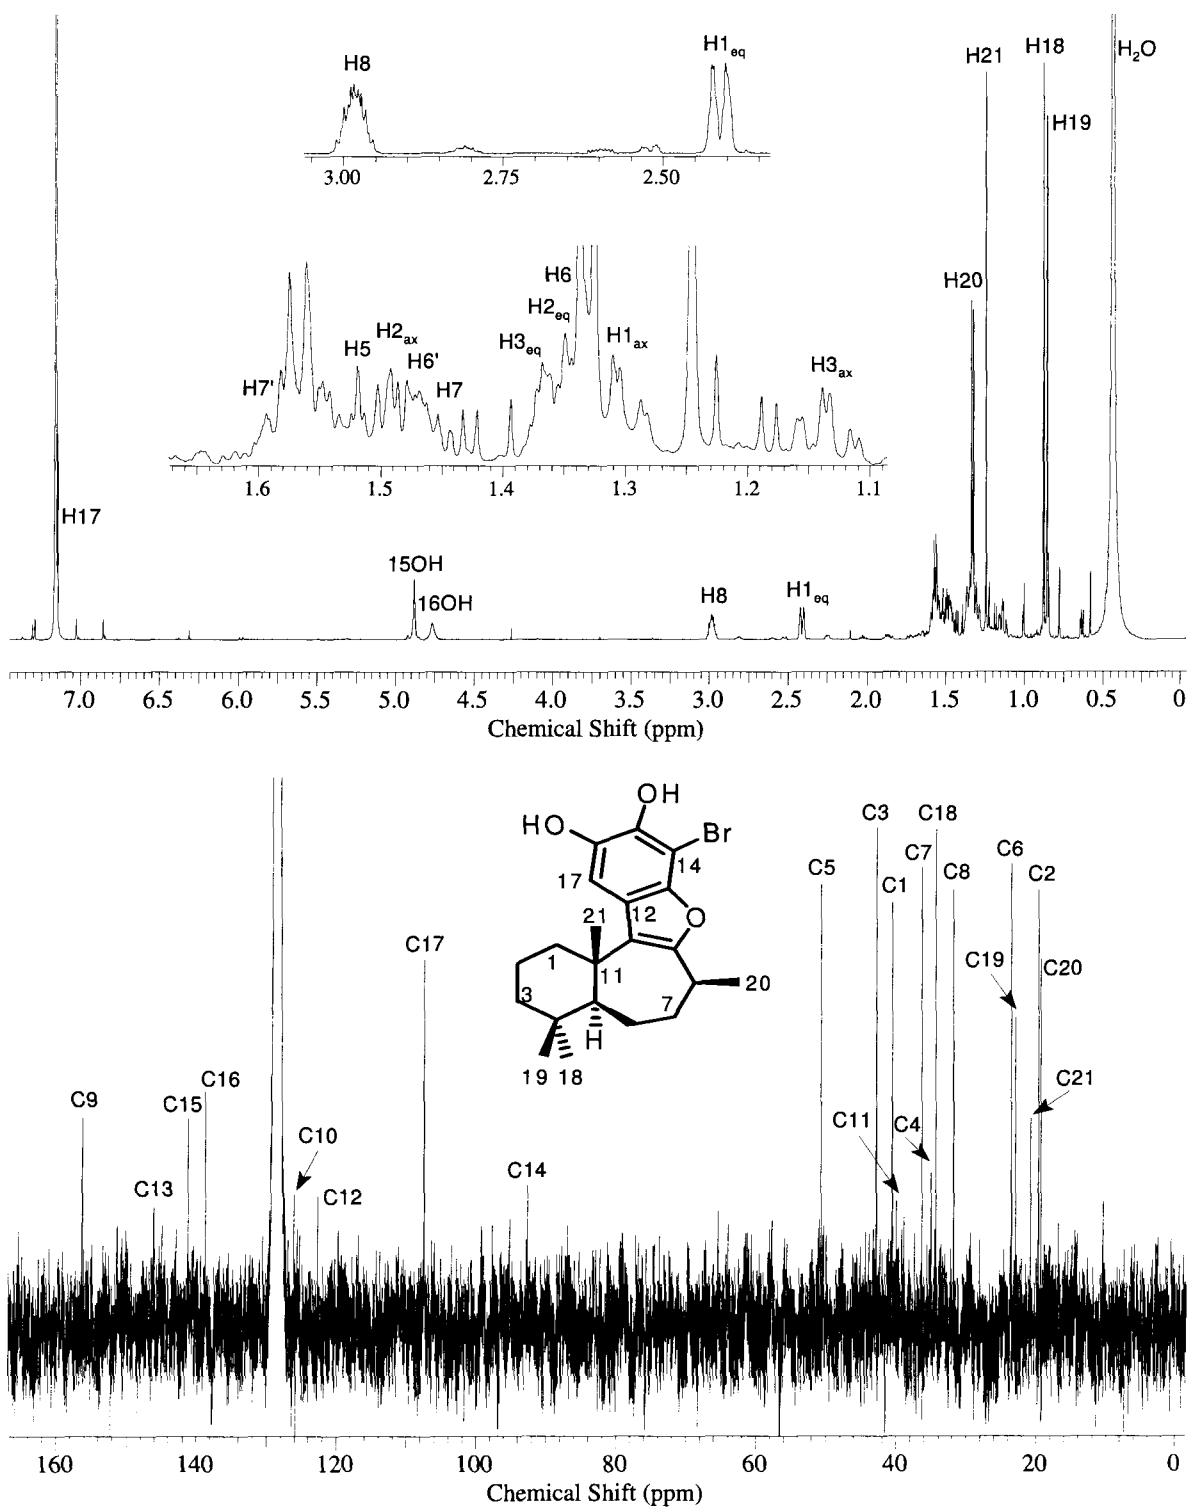 H8
H1eq
H21
H18
H2O
H19
3.00 2.75 2.50
H20
H6
H2eq
H3eq
H1ax
H5
H2ax
H6'
H7'
H7
H3ax
1.6 1.5 1.4 1.3 1.2 1.1
H17
15OH
16OH
H8
H1eq
7.0 6.5 6.0 5.5 5.0 4.5 4.0 3.5 3.0 2.5 2.0 1.5 1.0 0.5 0
Chemical Shift (ppm)
OH
HO
Br
14
17
12
O
21
1
11
20
3
7
H
19 18
C3
C18
C7
C6
C5
C1
C8
C2
C17
C19
C20
C9
C15
C16
C21
C10
C11
C4
C13
C12
C14
160 140 120 100 80 60 40 20 0
Chemical Shift (ppm)